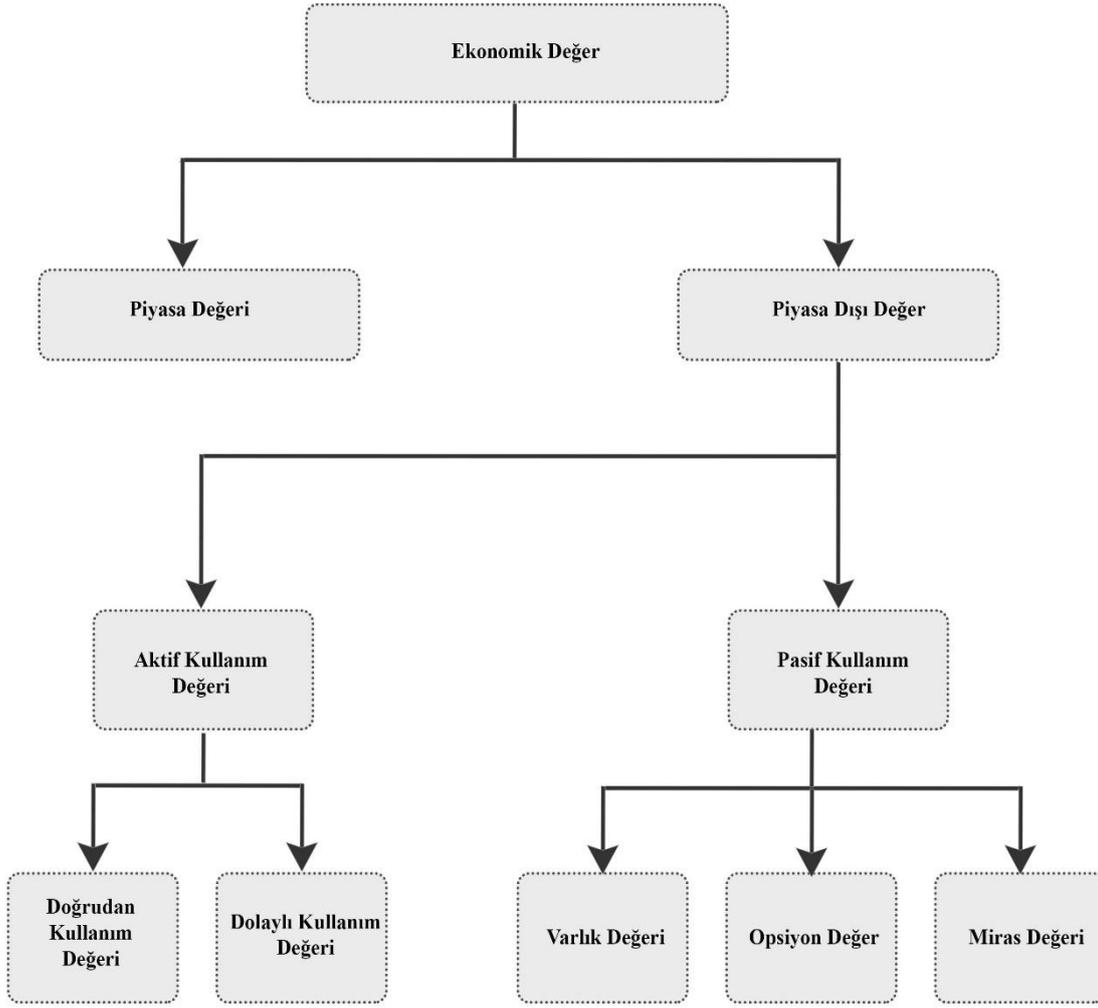 Ekonomik Değer
Piyasa Değeri
Piyasa Dışı Değer
Aktif Kullanım
Değeri
Pasif Kullanım
Değeri
Doğrudan
Kullanım
Değeri
Dolaylı Kullanım
Değeri
Varlık Değeri
Opsiyon Değer
Miras Değeri